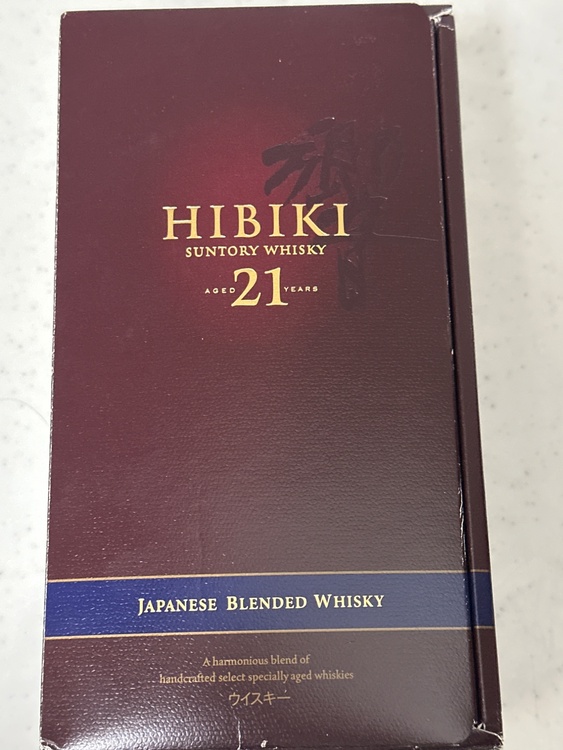 響
HIBIKI
SUNTORY WHISKY
AGED 21 YEARS
JAPANESE BLENDED WHISKY
A harmonious blend of
handcrafted select specially aged whiskies
ウイスキー